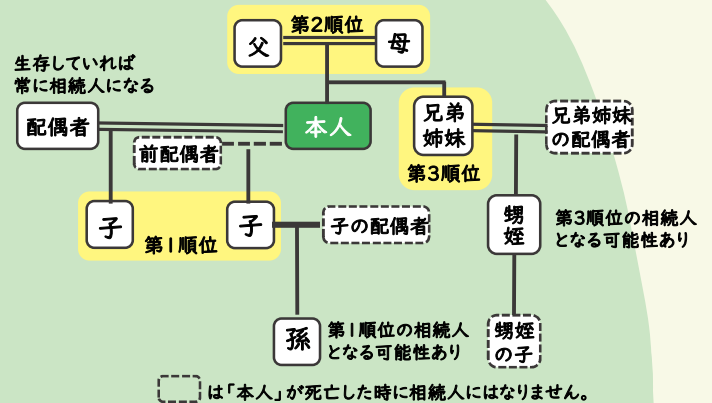 第2順位
父
母
生存していれば
常に相続人になる
配偶者
本人
兄弟
姉妹
兄弟姉妹
の配偶者
前配偶者
第3順位
子
子
第1順位
子の配偶者
甥
姪
第3順位の相続人
となる可能性あり
孫
第1順位の相続人
となる可能性あり
甥姪
の子
は「本人」が死亡した時に相続人にはなりません。